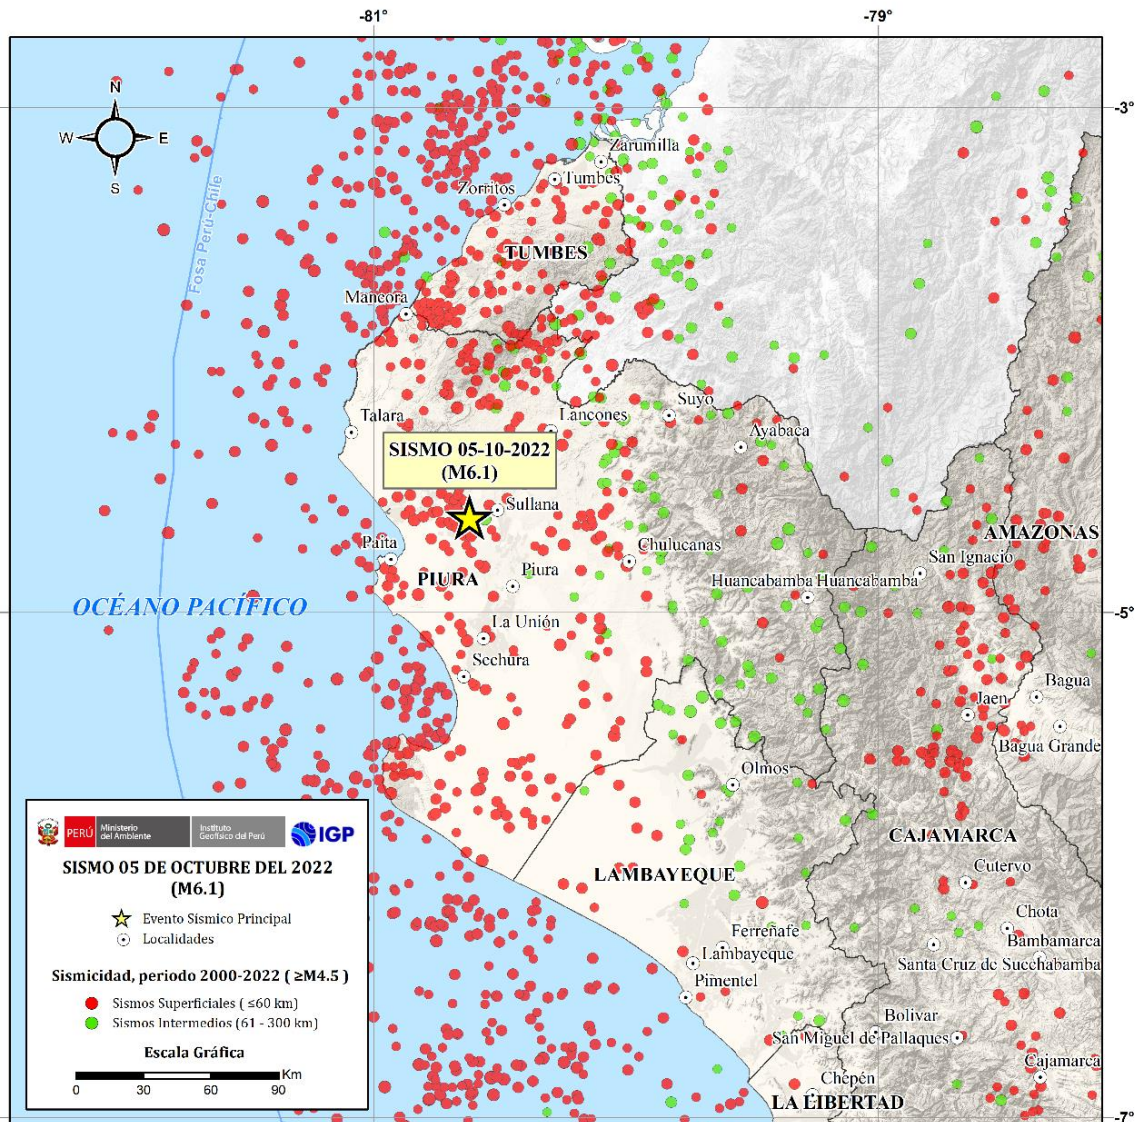 -81°
-79°
N
W
E
S
-3°
Fosa Perú-Chile
Zarumilla
Tumbes
Zorritos
TUMBES
Mancora
Talara
Lancones
Suyo
Ayabaca
SISMO 05-10-2022
(M6.1)
Sullana
Paita
Chulucanas
AMAZONAS
San Ignacio
PIURA
Piura
Huancabamba
Huancabamba
OCÉANO PACÍFICO
-5°
La Unión
Sechura
Jaen
Bagua
Bagua Grande
Olmos
CAJAMARCA
LAMBAYEQUE
Cutervo
Chota
Bambamarca
Ferreñafe
Lambayeque
Santa Cruz de Succhabamba
Pimentel
Bolivar
San Miguel de Pallaques
Cajamarca
Chepén
LA LIBERTAD
-7°
PERÚ
Ministerio
del Ambiente
Instituto
Geofísico del Perú
IGP
SISMO 05 DE OCTUBRE DEL 2022
(M6.1)
Evento Sísmico Principal
Localidades
Sismicidad, periodo 2000-2022 ( ≥M4.5 )
Sismos Superficiales ( ≤60 km)
Sismos Intermedios (61 - 300 km)
Escala Gráfica
Km
0 30 60 90